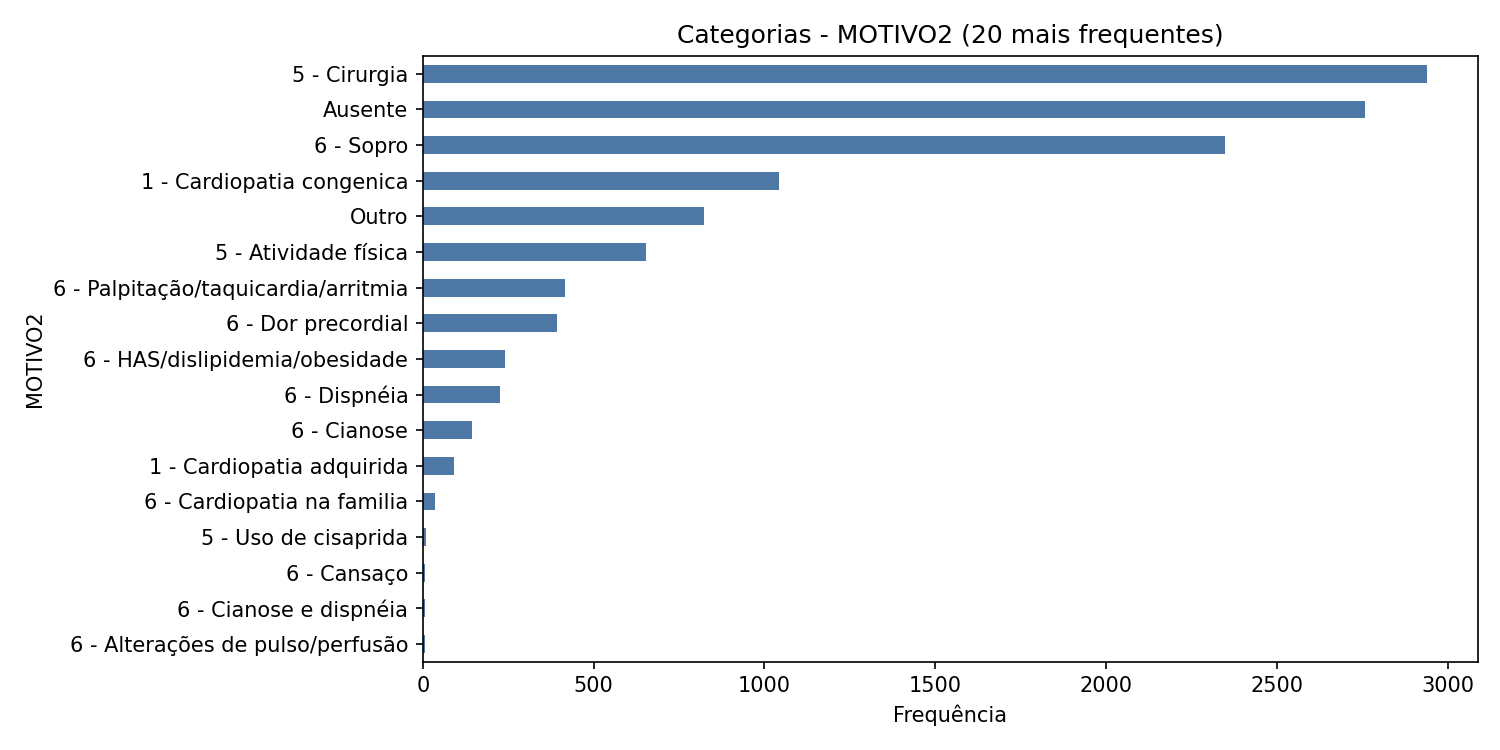 Categorias - MOTIVO2 (20 mais frequentes)
MOTIVO2
5 - Cirurgia
Ausente
6 - Sopro
1 - Cardiopatia congenica
Outro
5 - Atividade física
6 - Palpitação/taquicardia/arritmia
6 - Dor precordial
6 - HAS/dislipidemia/obesidade
6 - Dispnéia
6 - Cianose
1 - Cardiopatia adquirida
6 - Cardiopatia na familia
5 - Uso de cisaprida
6 - Cansaço
6 - Cianose e dispnéia
6 - Alterações de pulso/perfusão
0 500 1000 1500 2000 2500 3000
Frequência